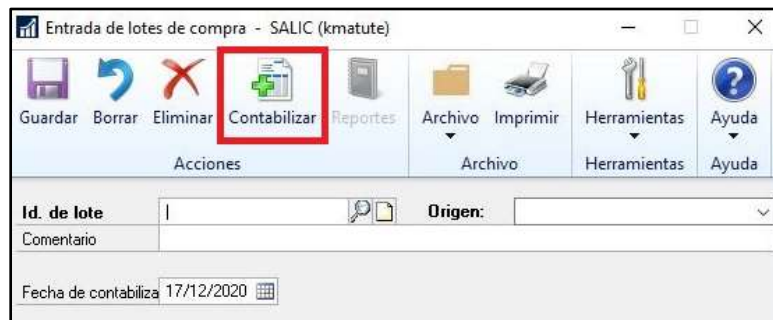 Entrada de lotes de compra - SALIC (kmatute)
Guardar Borrar Eliminar Contabilizar Reportes Archivo Imprimir Herramientas Ayuda
Acciones Archivo Herramientas Ayuda
Id. de lote Origen:
Comentario
Fecha de contabiliza 17/12/2020